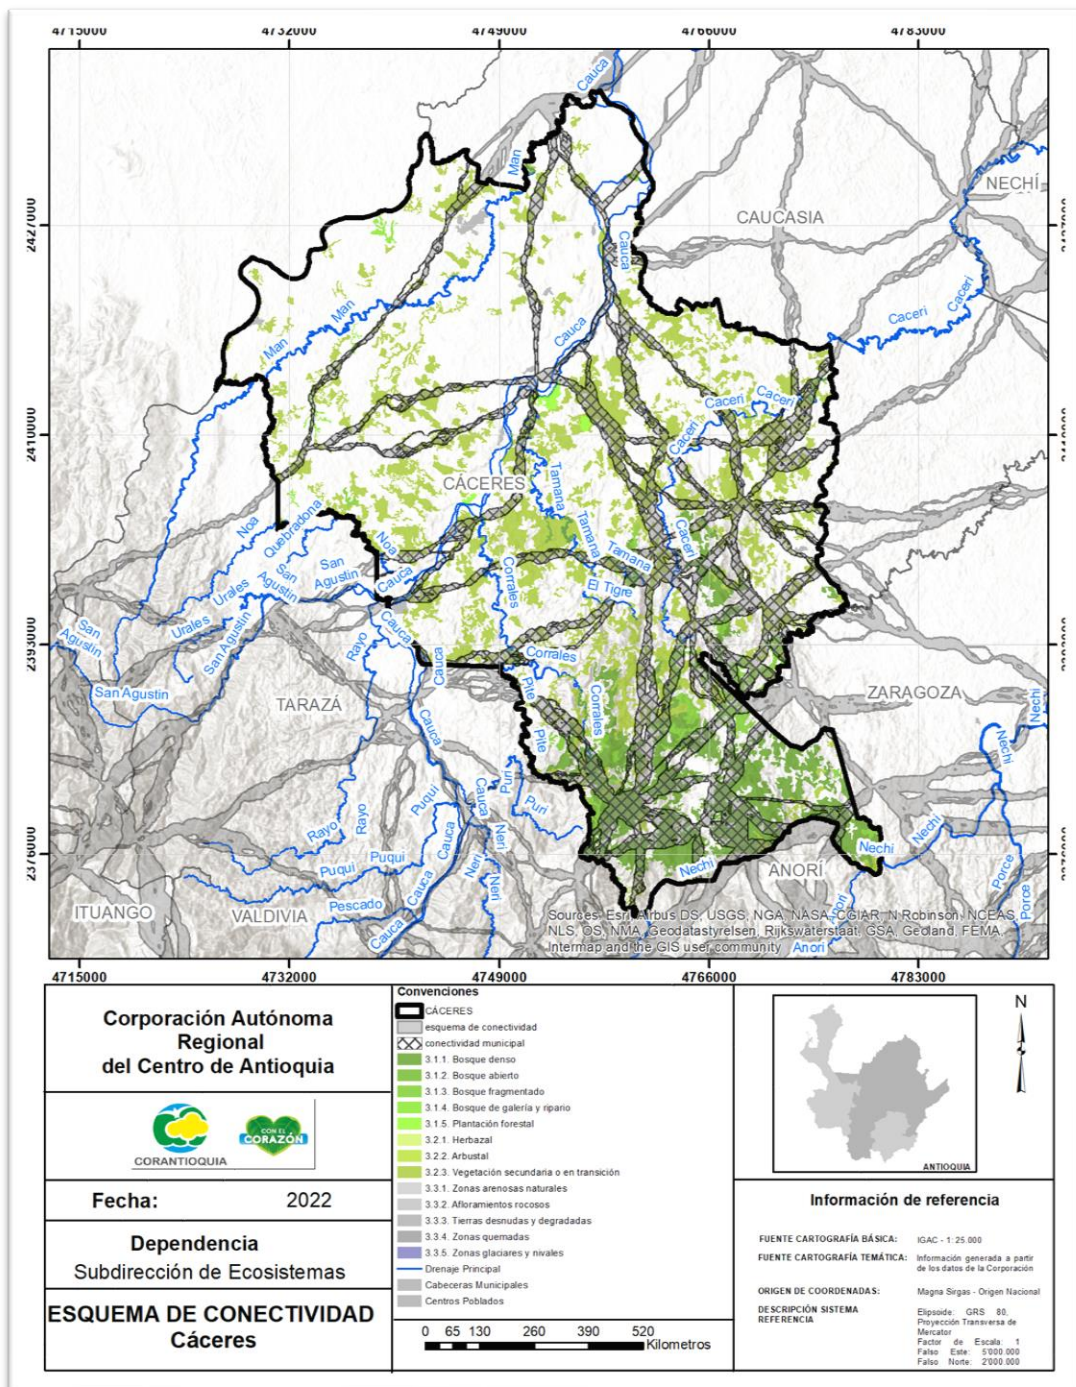 4715000 4732000 4749000 4766000 4783000
Cauca
Man
NECHÍ
CAUCASIA
2427000
Cauca
Caceri
Caceri
Man
Man
Cauca
Caceri
Caceri
2410000
Caceri
CÁCERES
Tamana
Noa
Quebradona
Tamana
Caceri
Noa
San Agustin
San Agustin
Urales
Cauca
Corrales
Tamana
El Tigre
Urales
San Agustin
San Agustin
Cauca
Rayo
2393000
Cauca
Corrales
Pite
San Agustin
Corrales
ZARAGOZA
TARAZÁ
Nechi
Cauca
Pite
Nechi
Puri
Puqui
Cauca
Puri
Rayo
Rayo
Neri
Cauca
Nechi
Puqui
Puqui
Nechi
2376000
Neri
Nechi
ANORÍ
Porce
Cauca
Neri
Porce
ITUANGO
VALDIVIA
Pescado
Cauca
Anori
Sources: Esri, Airbus DS, USGS, NGA, NASA, CGIAR, N Robinson, NCEAS,
NLS, OS, NMA, Geodatastyrelsen, Rijkswaterstaat, GSA, Geoland, FEMA,
Intermap and the GIS user community
Anori
4715000 4732000 4749000 4766000 4783000
Corporación Autónoma
Regional
del Centro de Antioquia
CORANTIOQUIA
CON EL
CORAZÓN
Fecha: 2022
Dependencia
Subdirección de Ecosistemas
ESQUEMA DE CONECTIVIDAD
Cáceres
Convenciones
CÁCERES
esquema de conectividad
conectividad municipal
3.1.1. Bosque denso
3.1.2. Bosque abierto
3.1.3. Bosque fragmentado
3.1.4. Bosque de galería y ripario
3.1.5. Plantación forestal
3.2.1. Herbazal
3.2.2. Arbustal
3.2.3. Vegetación secundaria o en transición
3.3.1. Zonas arenosas naturales
3.3.2. Afloramientos rocosos
3.3.3. Tierras desnudas y degradadas
3.3.4. Zonas quemadas
3.3.5. Zonas glaciares y nivales
Drenaje Principal
Cabeceras Municipales
Centros Poblados
0 65 130 260 390 520
Kilometros
N
ANTIOQUIA
Información de referencia
FUENTE CARTOGRAFÍA BÁSICA: IGAC - 1: 25.000
FUENTE CARTOGRAFÍA TEMÁTICA: Información generada a partir
de los datos de la Corporación
ORIGEN DE COORDENADAS: Magna Sirgas - Origen Nacional
DESCRIPCIÓN SISTEMA
REFERENCIA
Elipsoide: GRS 80,
Proyección Transversa de
Mercator
Factor de Escala: 1
Falso Este: 5'000.000
Falso Norte: 2'000.000